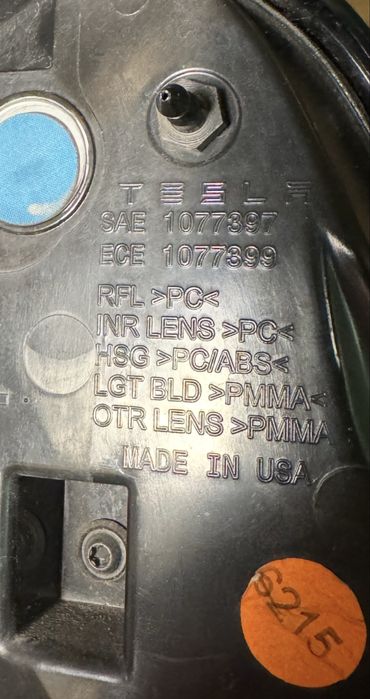 TESLA
SAE 1077397
ECE 1077399
RFL >PC<
INR LENS >PC<
HSG >PC/ABS<
LGT BLD >PMMA<
OTR LENS >PMMA
MADE IN USA
S215